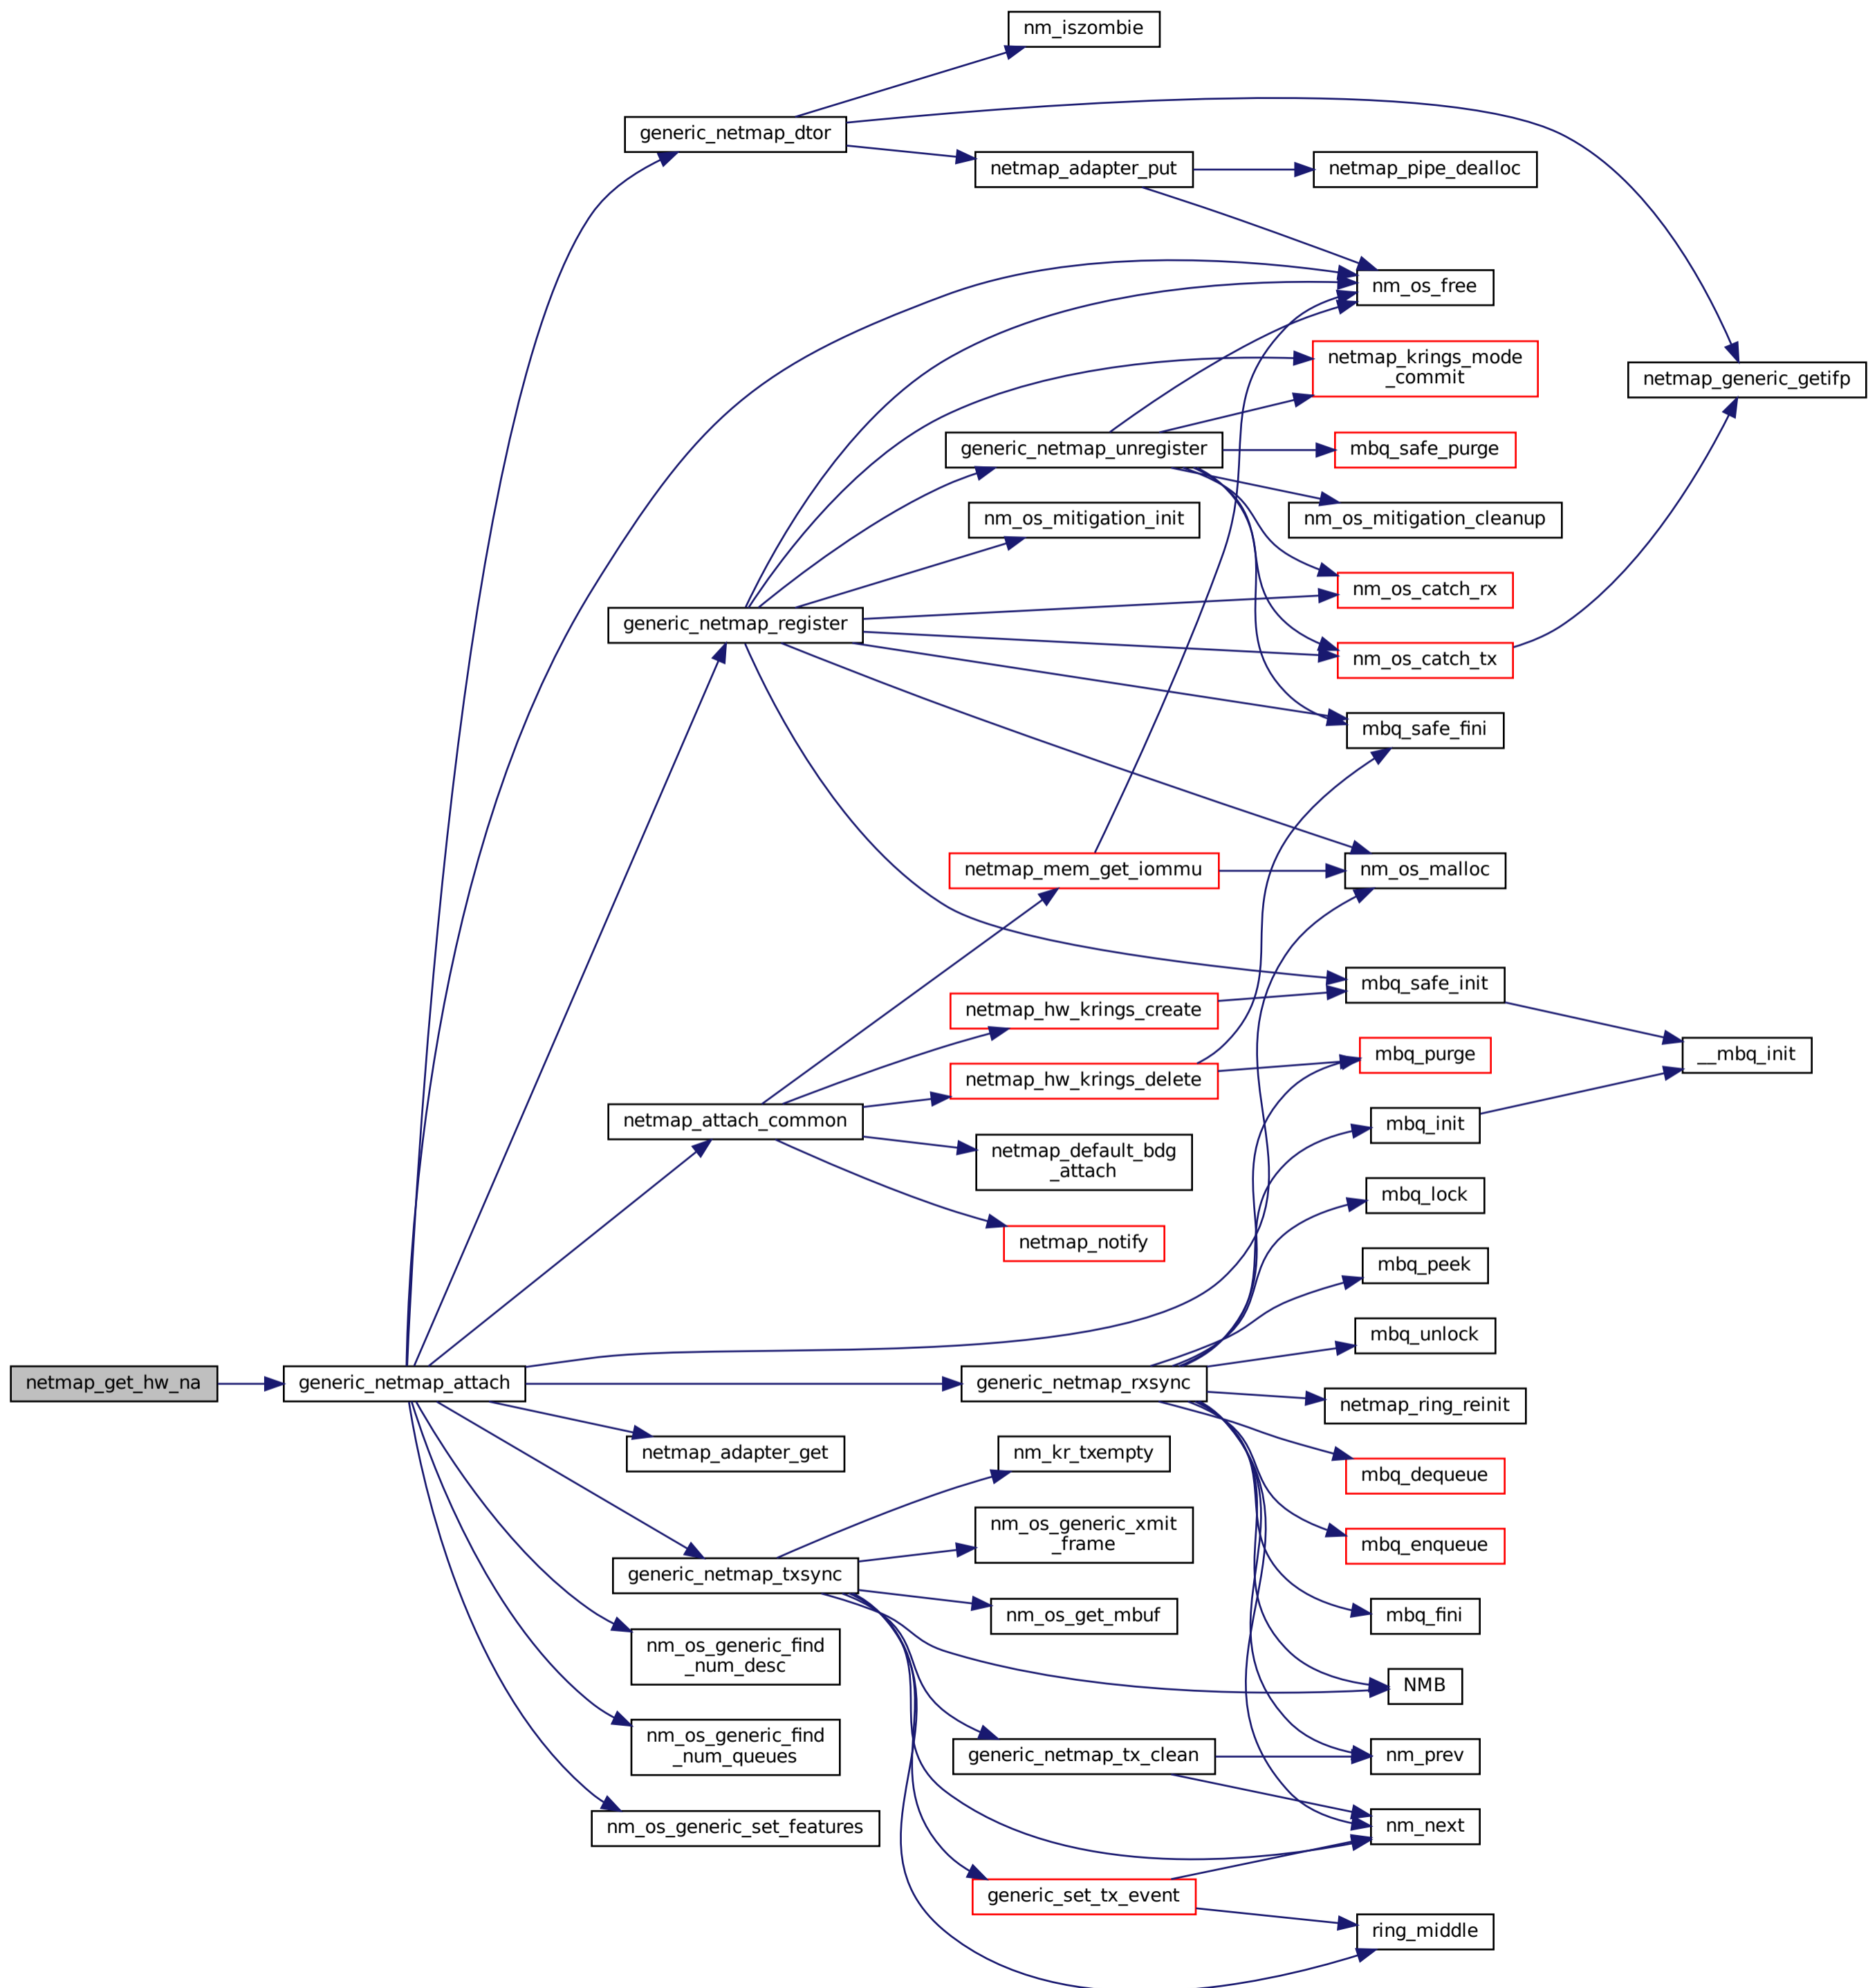 nm_iszombie
generic_netmap_dtor
netmap_adapter_put
netmap_pipe_dealloc
nm_os_free
netmap_krings_mode
_commit
netmap_generic_getifp
generic_netmap_unregister
mbq_safe_purge
nm_os_mitigation_init
nm_os_mitigation_cleanup
nm_os_catch_rx
generic_netmap_register
nm_os_catch_tx
mbq_safe_fini
netmap_mem_get_iommu
nm_os_malloc
mbq_safe_init
netmap_hw_krings_create
mbq_purge
__mbq_init
netmap_hw_krings_delete
netmap_attach_common
mbq_init
netmap_default_bdg
_attach
mbq_lock
netmap_notify
mbq_peek
mbq_unlock
netmap_get_hw_na
generic_netmap_attach
generic_netmap_rxsync
netmap_ring_reinit
netmap_adapter_get
nm_kr_txempty
mbq_dequeue
nm_os_generic_xmit
_frame
mbq_enqueue
generic_netmap_txsync
nm_os_get_mbuf
mbq_fini
nm_os_generic_find
_num_desc
NMB
nm_os_generic_find
_num_queues
generic_netmap_tx_clean
nm_prev
nm_os_generic_set_features
nm_next
generic_set_tx_event
ring_middle